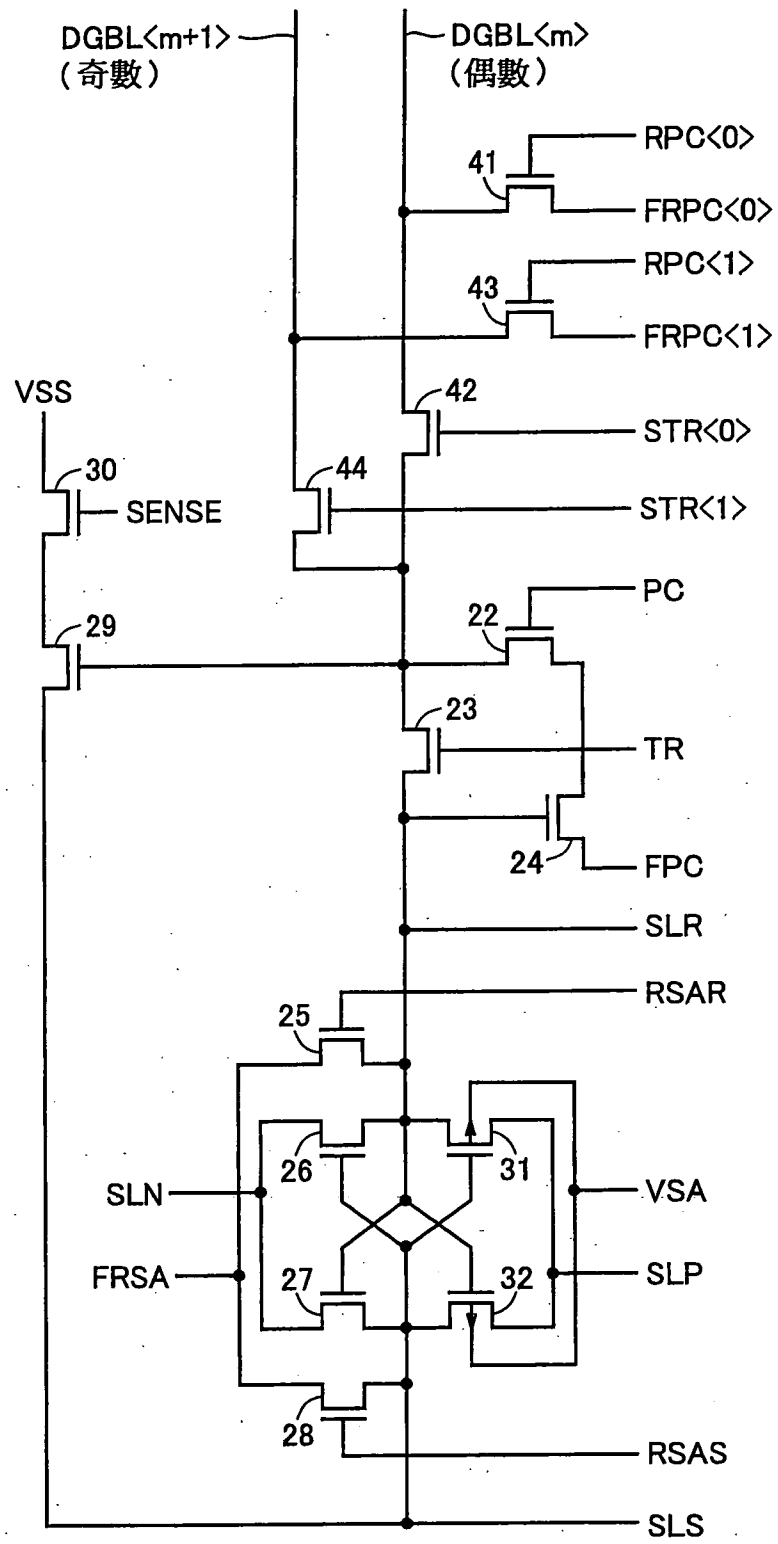 DGBL<m+1>
(奇數)
DGBL<m>
(偶數)
RPC<0>
41
FRPC<0>
RPC<1>
43
FRPC<1>
VSS
42
STR<0>
30
44
SENSE
STR<1>
PC
29
22
23
TR
24
FPC
SLR
RSAR
25
26
31
SLN
VSA
FRSA
27
32
SLP
28
RSAS
SLS